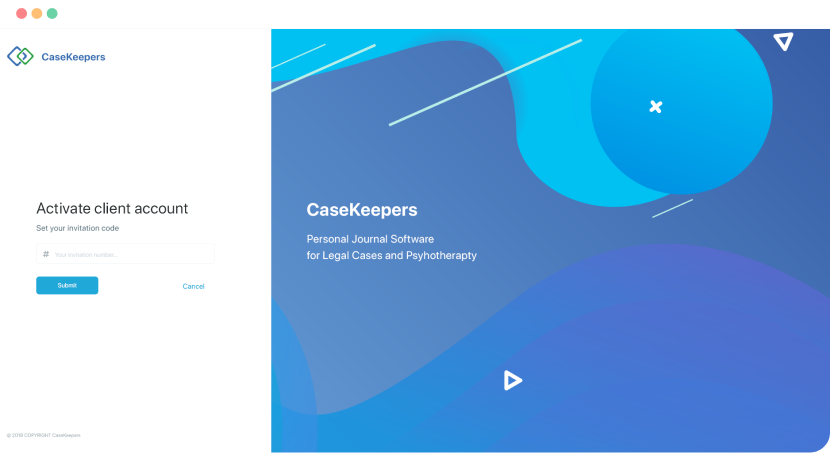 CaseKeepers
Activate client account
Set your invitation code
# Your invitation number...
Submit
Cancel
© 2018 COPYRIGHT CaseKeepers
CaseKeepers
Personal Journal Software
for Legal Cases and Psyhotherapty